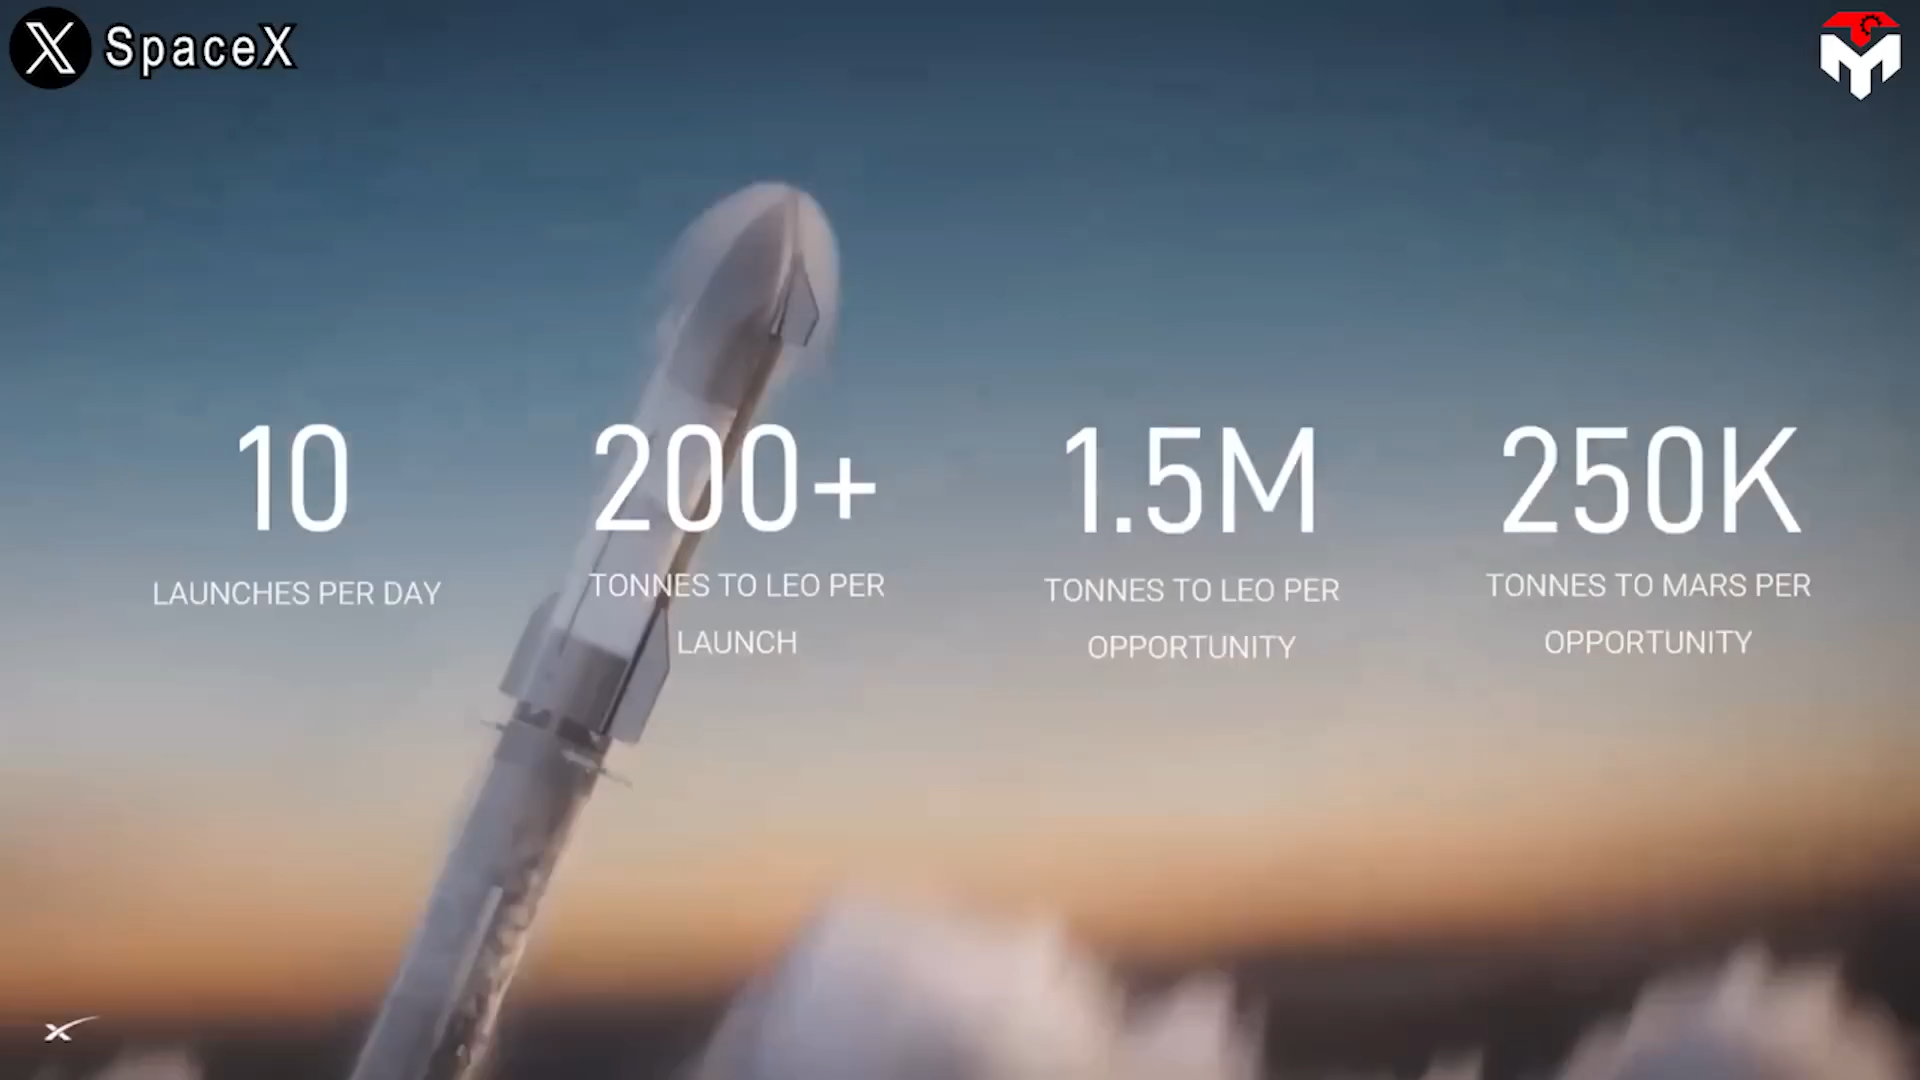 X SpaceX
10
LAUNCHES PER DAY
200+
TONNES TO LEO PER
LAUNCH
1.5M
TONNES TO LEO PER
OPPORTUNITY
250K
TONNES TO MARS PER
OPPORTUNITY